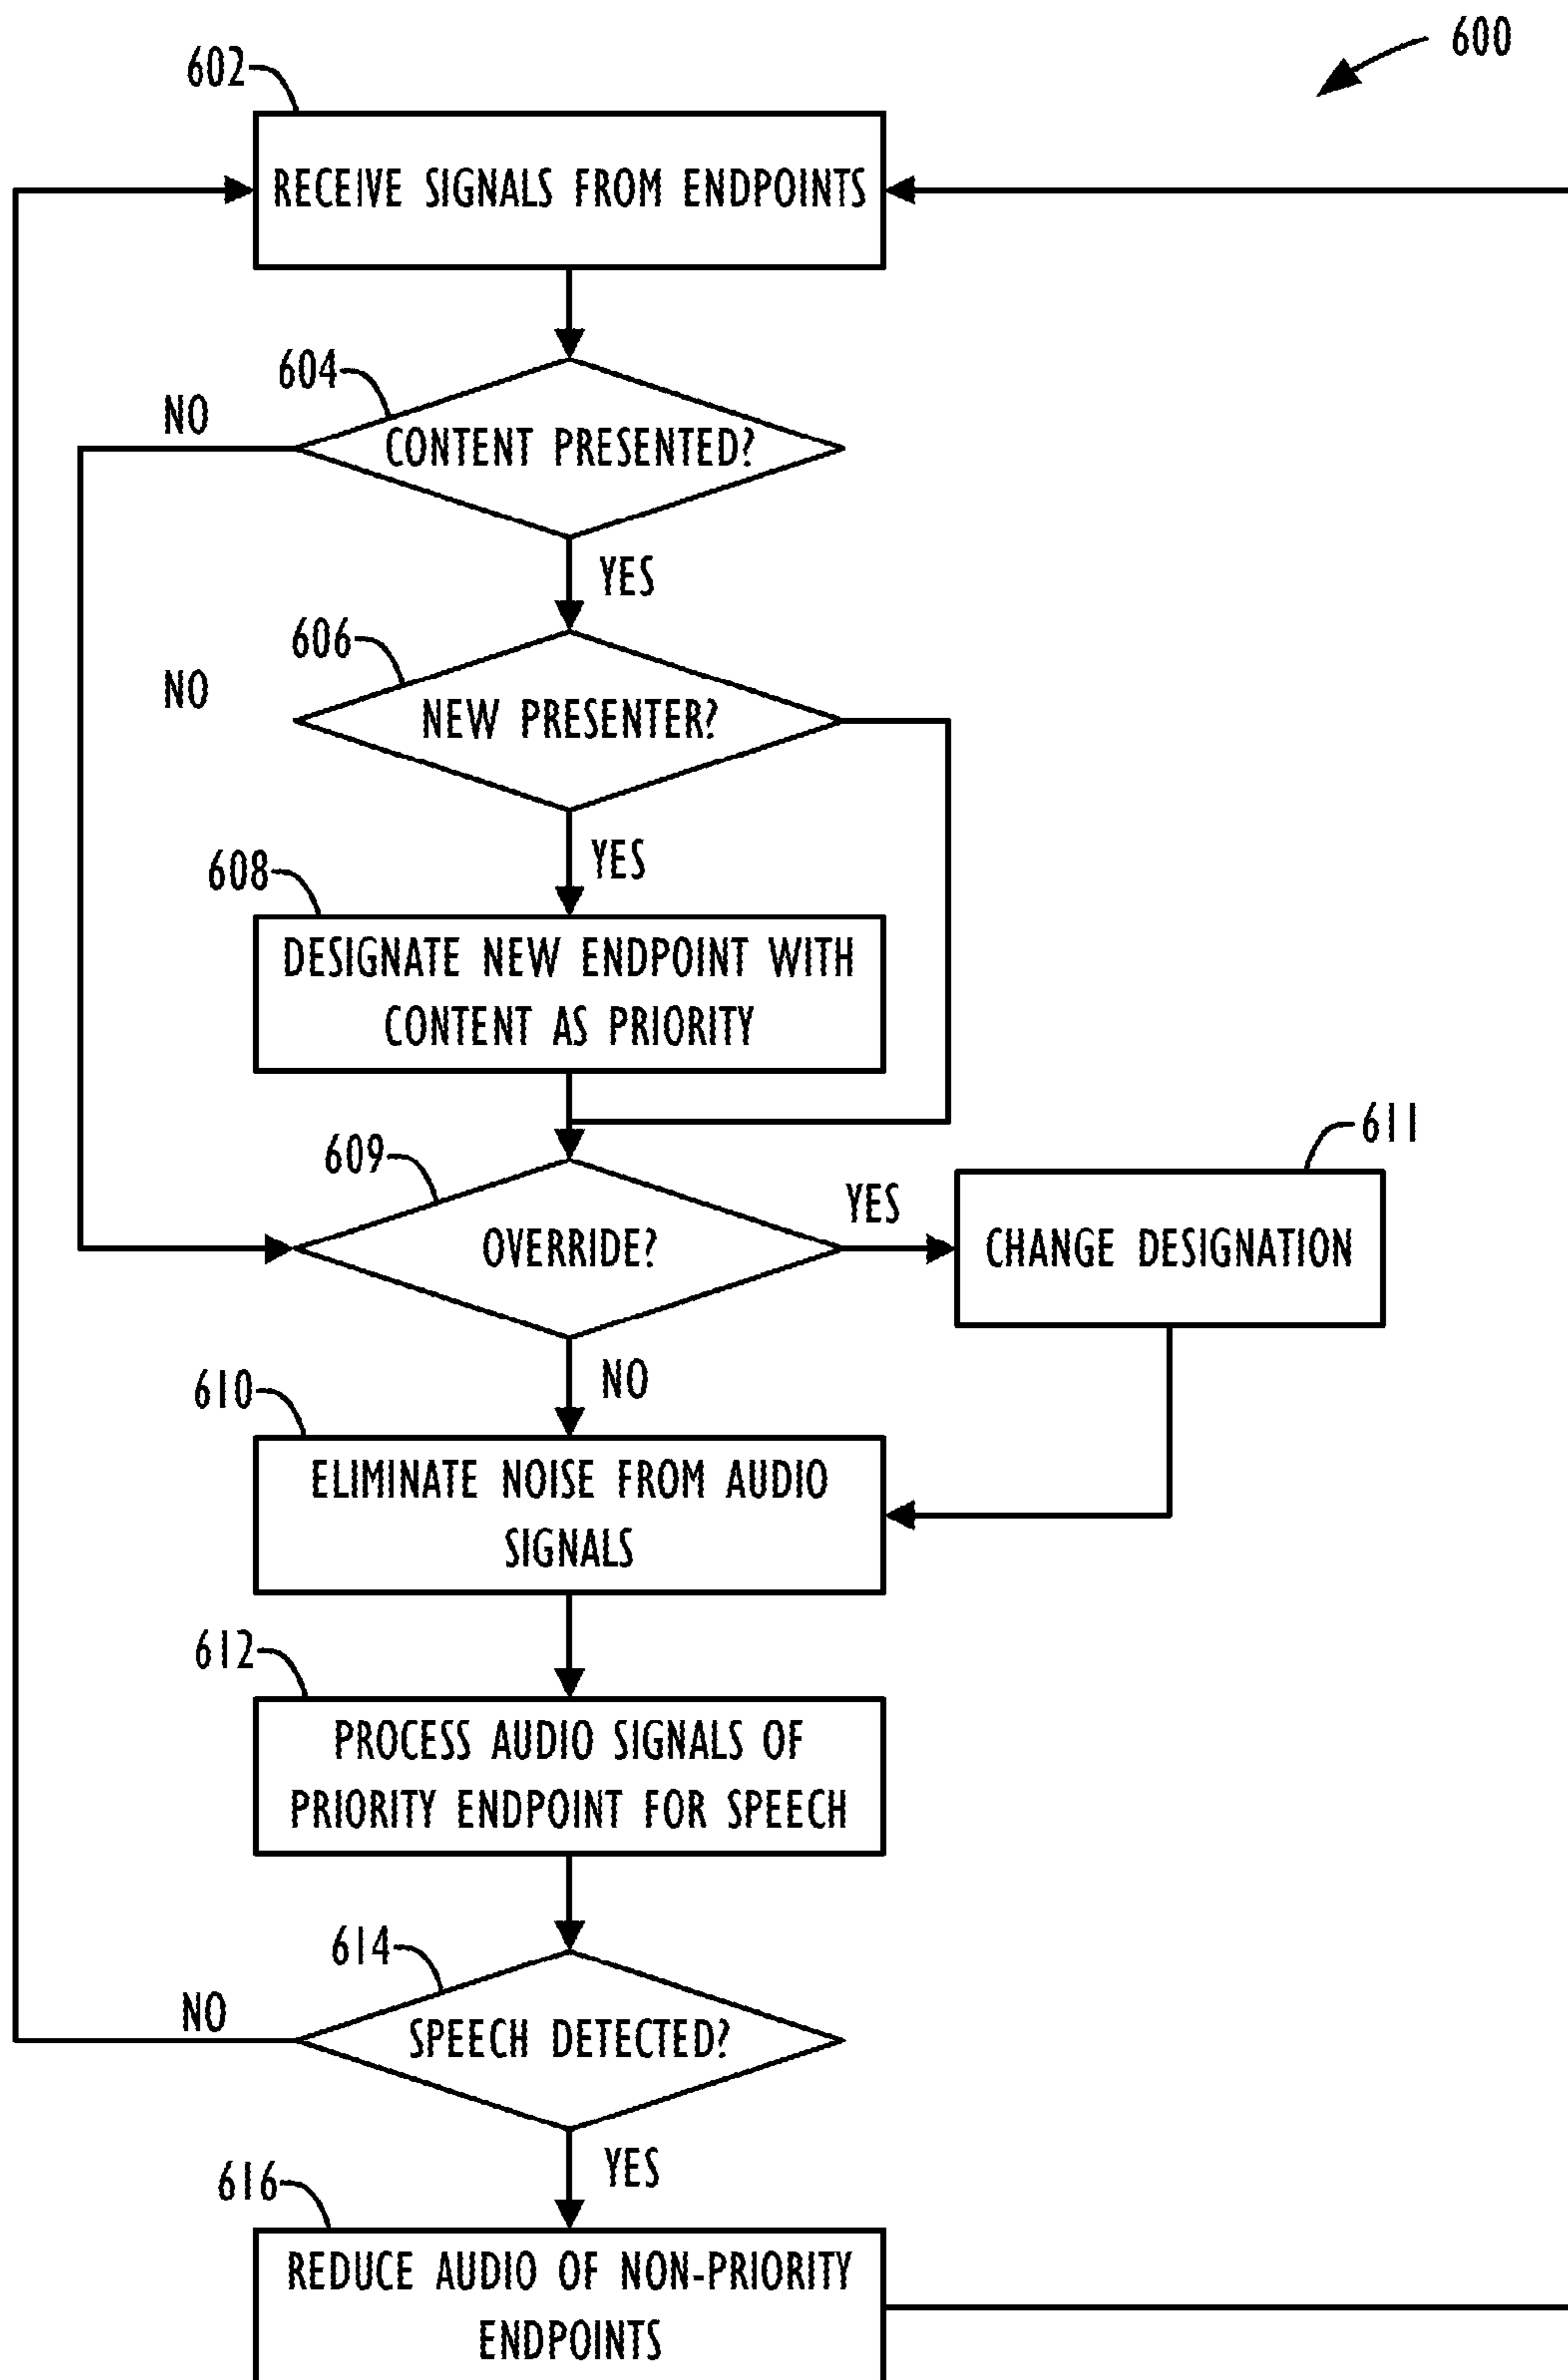 600
602
RECEIVE SIGNALS FROM ENDPOINTS
604
NO
CONTENT PRESENTED?
YES
606
NO
NEW PRESENTER?
YES
608
DESIGNATE NEW ENDPOINT WITH
CONTENT AS PRIORITY
609
611
YES
OVERRIDE?
CHANGE DESIGNATION
NO
610
ELIMINATE NOISE FROM AUDIO
SIGNALS
612
PROCESS AUDIO SIGNALS OF
PRIORITY ENDPOINT FOR SPEECH
614
NO
SPEECH DETECTED?
YES
616
REDUCE AUDIO OF NON-PRIORITY
ENDPOINTS